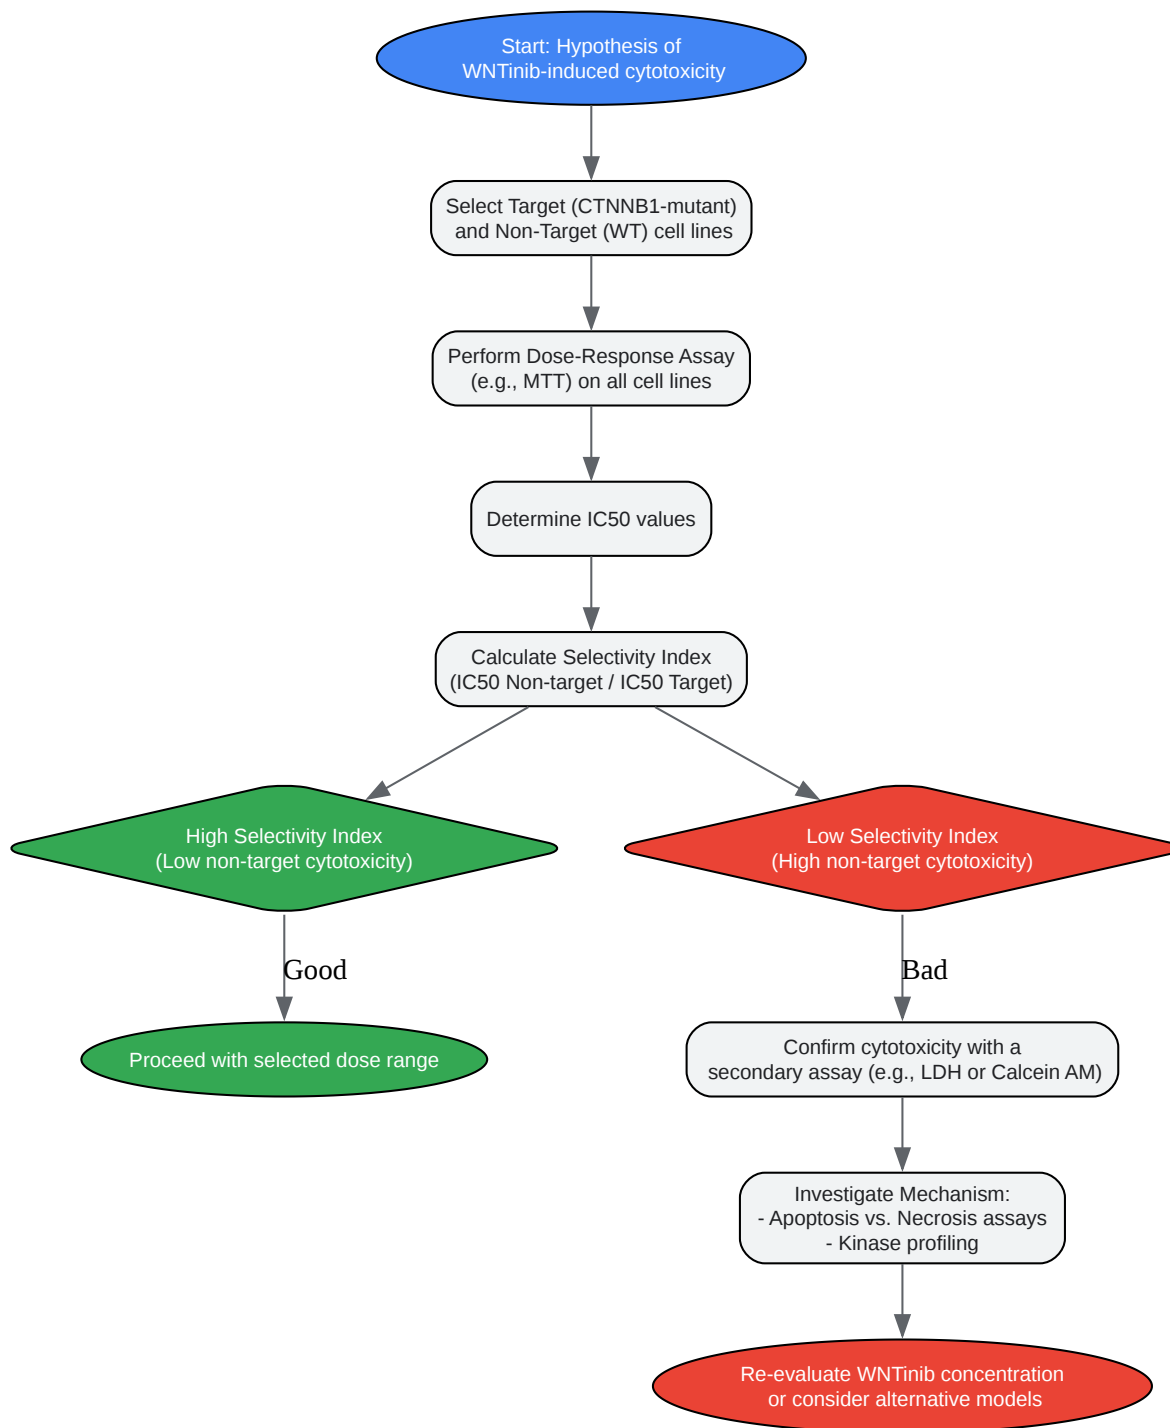 Start: Hypothesis of
WNTinib-induced cytotoxicity
Select Target (CTNNB1-mutant)
and Non-Target (WT) cell lines
Perform Dose-Response Assay
(e.g., MTT) on all cell lines
Determine IC50 values
Calculate Selectivity Index
(IC50 Non-target / IC50 Target)
High Selectivity Index
(Low non-target cytotoxicity)
Low Selectivity Index
(High non-target cytotoxicity)
Good
Bad
Proceed with selected dose range
Confirm cytotoxicity with a
secondary assay (e.g., LDH or Calcein AM)
Investigate Mechanism:
- Apoptosis vs. Necrosis assays
- Kinase profiling
Re-evaluate WNTinib concentration
or consider alternative models